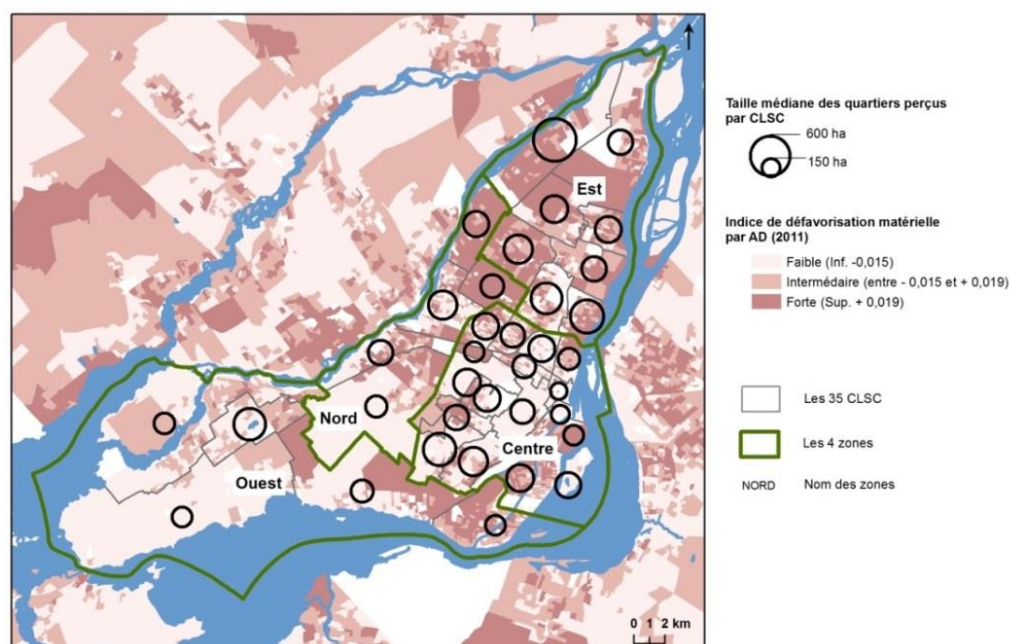 Est
Nord
Centre
Ouest
0 1 2 km
Taille médiane des quartiers perçus
par CLSC
600 ha
150 ha
Indice de défavorisation matérielle
par AD (2011)
Faible (Inf. -0,015)
Intermédaire (entre - 0,015 et + 0,019)
Forte (Sup. + 0,019)
Les 35 CLSC
Les 4 zones
NORD Nom des zones